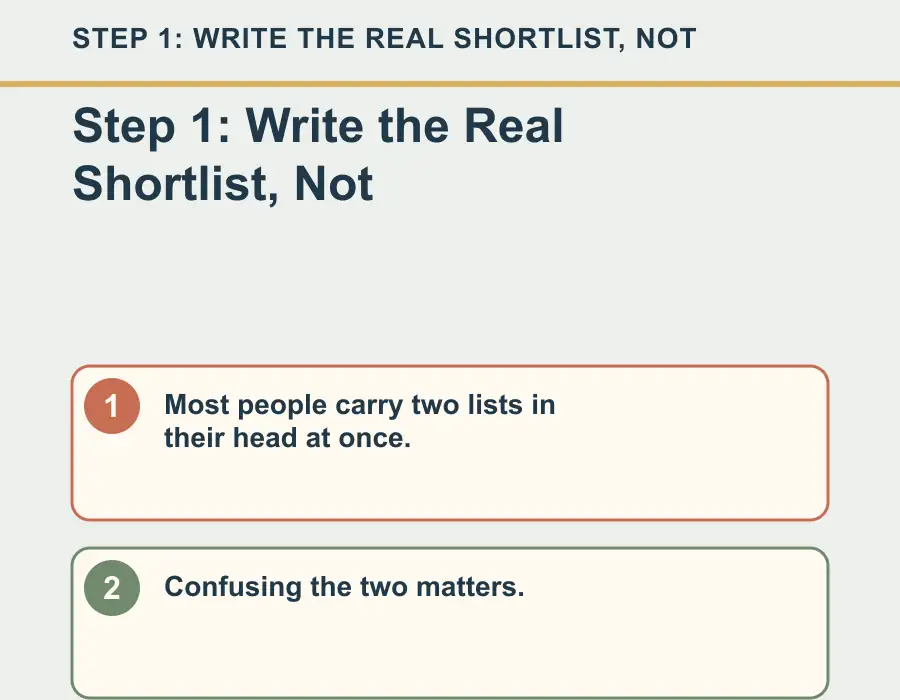 STEP 1: WRITE THE REAL SHORTLIST, NOT
Step 1: Write the Real
Shortlist, Not
1
Most people carry two lists in
their head at once.
2
Confusing the two matters.